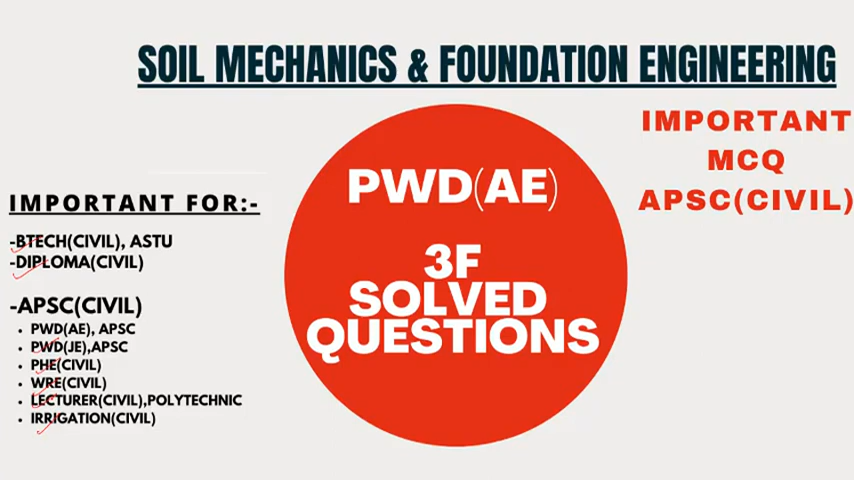 SOIL MECHANICS & FOUNDATION ENGINEERING
IMPORTANT
MCQ
APSC(CIVIL)
PWD(AE)
3F
SOLVED
QUESTIONS
IMPORTANT FOR:-
-BTECH(CIVIL), ASTU
-DIPLOMA(CIVIL)
-APSC(CIVIL)
• PWD(AE), APSC
• PWD(JE),APSC
• PHE(CIVIL)
• WRE(CIVIL)
• LECTURER(CIVIL),POLYTECHNIC
• IRRIGATION(CIVIL)